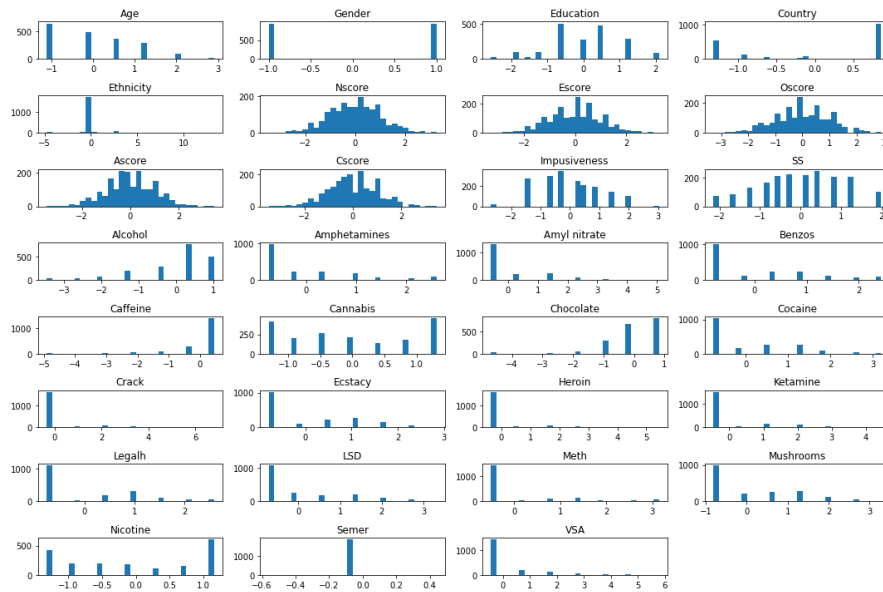 Age Gender Education Country
500 500 500 1000
0 0 0 0
−1 0 1 2 3 −1.0 −0.5 0.0 0.5 1.0 −2 −1 0 1 2 −1.0 −0.5 0.0 0.5
Ethnicity Nscore Escore Oscore
1000 200 200 200
0 100 100 100
0 0 0
−5 0 5 10 −2 0 2 −2 0 2 −3 −2 −1 0 1 2 3
Ascore Cscore Impusiveness SS
200 200 200 200
100 100
0 0 0 0
−2 0 2 −2 0 2 −2 −1 0 1 2 3 −2 −1 0 1 2
Alcohol Amphetamines Amyl nitrate Benzos
500 1000 1000 1000
0 0 0 0
−3 −2 −1 0 1 0 1 2 0 1 2 3 4 5 0 1 2
Caffeine Cannabis Chocolate Cocaine
1000 250 500 1000
0 0 0 0
−5 −4 −3 −2 −1 0 −1.0 −0.5 0.0 0.5 1.0 −4 −3 −2 −1 0 1 0 1 2 3
Crack Ecstacy Heroin Ketamine
1000 1000 1000 1000
0 0 0 0
0 2 4 6 0 1 2 3 0 1 2 3 4 5 0 1 2 3 4
Legalh LSD Meth Mushrooms
1000 1000 1000 1000
0 0 0 0
0 1 2 0 1 2 3 0 1 2 3 −1 0 1 2 3
Nicotine Semer VSA
500 1000 1000
0 0 0
−1.0 −0.5 0.0 0.5 1.0 −0.6 −0.4 −0.2 0.0 0.2 0.4 0 1 2 3 4 5 6